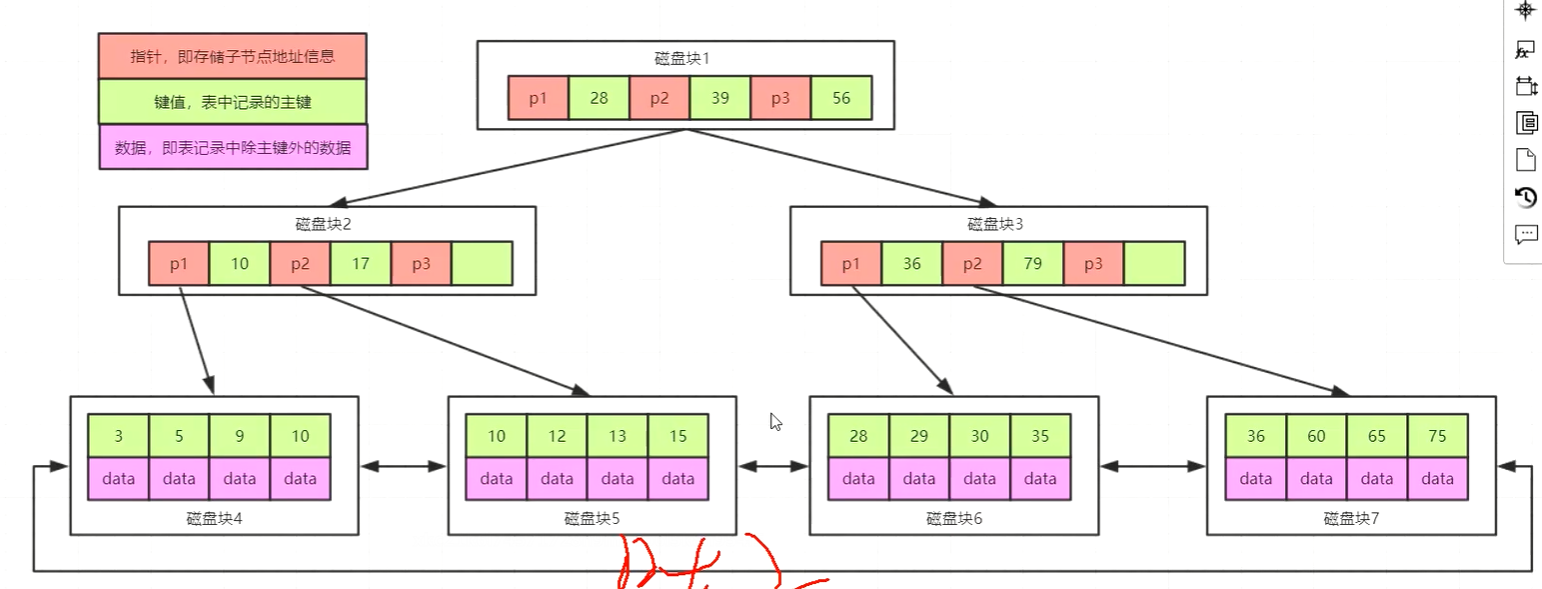 指针，即存储子节点地址信息
键值，表中记录的主键
数据，即表记录中除主键外的数据
磁盘块1
p1 28 p2 39 p3 56
磁盘块2
p1 10 p2 17 p3
磁盘块3
p1 36 p2 79 p3
3 5 9 10
data data data data
磁盘块4
10 12 13 15
data data data data
磁盘块5
28 29 30 35
data data data data
磁盘块6
36 60 65 75
data data data data
磁盘块7